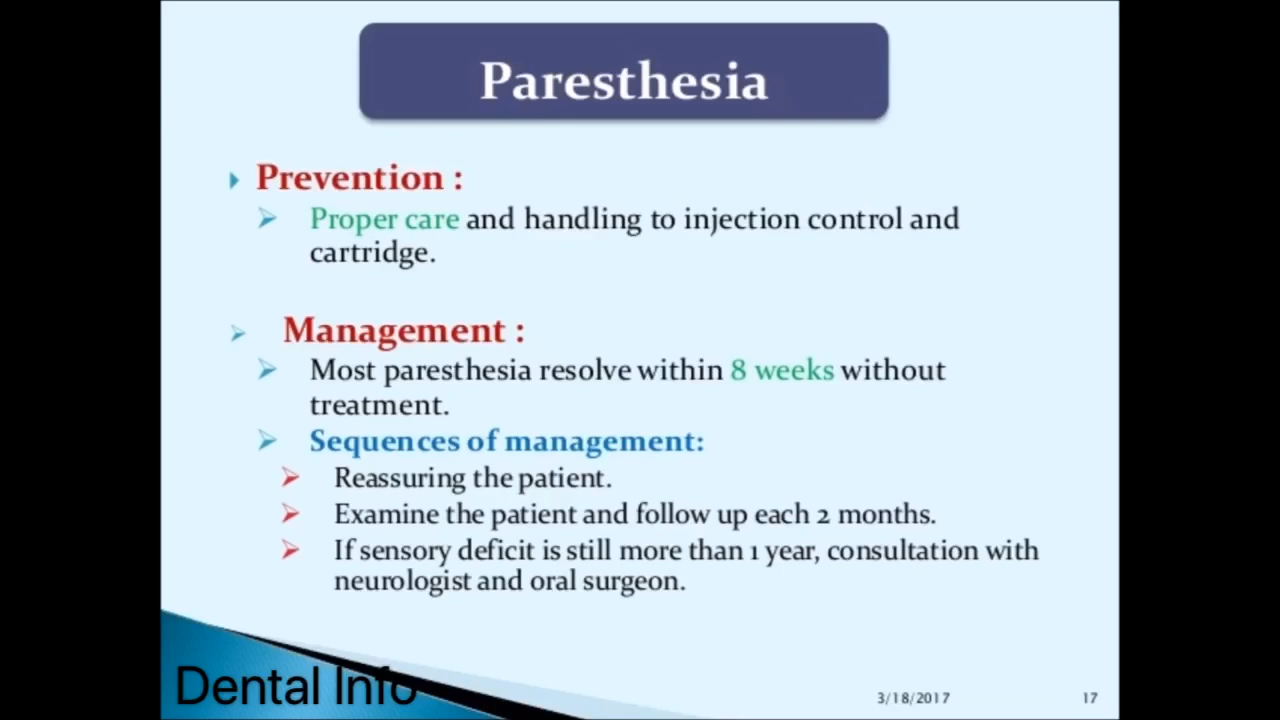 Paresthesia
Prevention :
Proper care and handling to injection control and
cartridge.
Management :
Most paresthesia resolve within 8 weeks without
treatment.
Sequences of management:
Reassuring the patient.
Examine the patient and follow up each 2 months.
If sensory deficit is still more than 1 year, consultation with
neurologist and oral surgeon.
Dental Info
3/18/2017
17